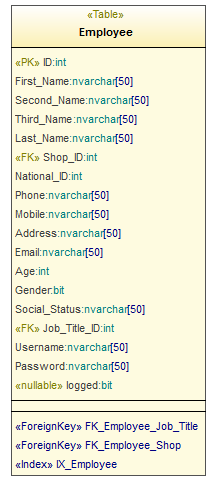 «Table»
Employee
«PK» ID:int
First_Name:nvarchar[50]
Second_Name:nvarchar[50]
Third_Name:nvarchar[50]
Last_Name:nvarchar[50]
«FK» Shop_ID:int
National_ID:int
Phone:nvarchar[50]
Mobile:nvarchar[50]
Address:nvarchar[50]
Email:nvarchar[50]
Age:int
Gender:bit
Social_Status:nvarchar[50]
«FK» Job_Title_ID:int
Username:nvarchar[50]
Password:nvarchar[50]
«nullable» logged:bit
«ForeignKey» FK_Employee_Job_Title
«ForeignKey» FK_Employee_Shop
«Index» IX_Employee